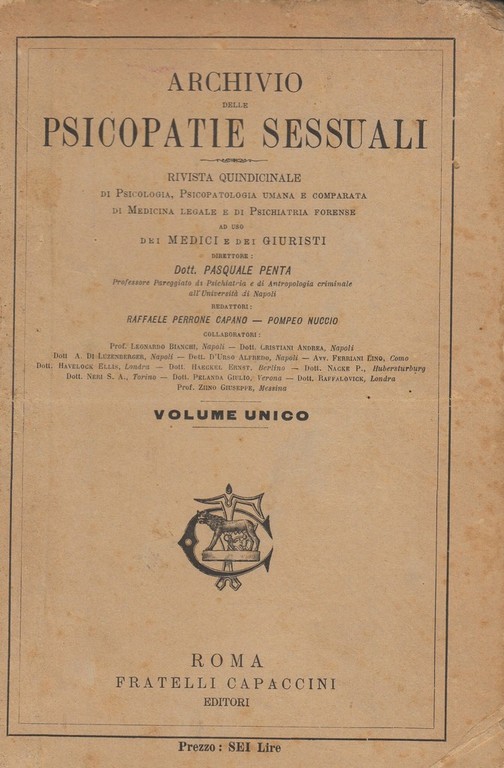 ARCHIVIO
DELLE
PSICOPATIE SESSUALI
RIVISTA QUINDICINALE
DI PSICOLOGIA, PSICOPATOLOGIA UMANA E COMPARATA
DI MEDICINA LEGALE E DI PSICHIATRIA FORENSE
AD USO
DEI MEDICI E DEI GIURISTI
DIRETTORE:
Dott. PASQUALE PENTA
Professore Pareggiato di Psichiatria e di Antropologia criminale
all'Università di Napoli
REDATTORI:
RAFFAELE PERRONE CAPANO — POMPEO NUCCIO
COLLABORATORI:
Prof. LEONARDO BIANCHI, Napoli — Dott. CRISTIANI ANDREA, Napoli
Dott A. DI LUZENBERGER, Napoli — Dott. D'URSO ALFREDO, Napoli — Avv. FERRIANI LINO, Como
Dott. HAVELOCK ELLIS, Londra — Dott. HAECKEL ERNST, Berlino — Dott. NACKE P., Hubersturburg
Dott. NERI S. A., Torino — Dott. PELANDA GIULIO, Verona — Dott. RAFFALOVICK, Londra
Prof. ZIINO GIUSEPPE, Messina
VOLUME UNICO
ROMA
FRATELLI CAPACCINI
EDITORI
Prezzo: SEI Lire